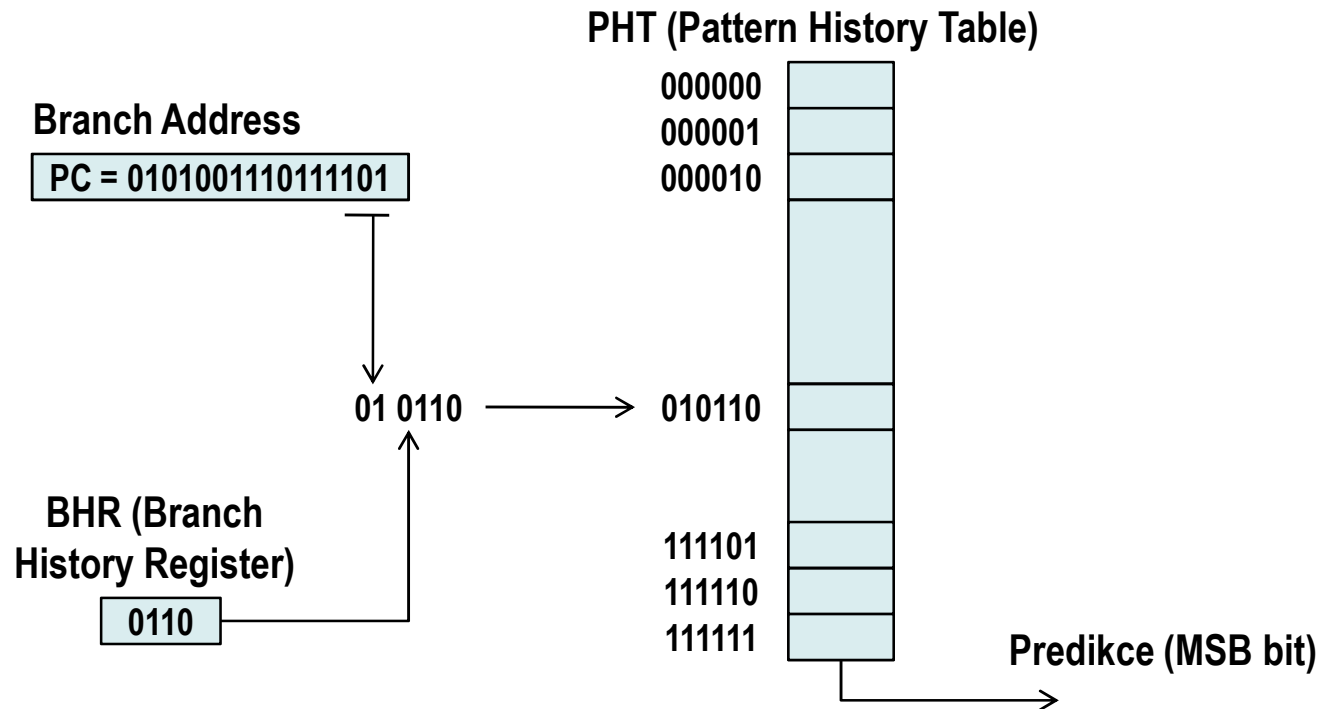 PHT (Pattern History Table)
000000
000001
000010
Branch Address
PC = 0101001110111101
01 0110
010110
BHR (Branch
History Register)
0110
111101
111110
111111
Predikce (MSB bit)